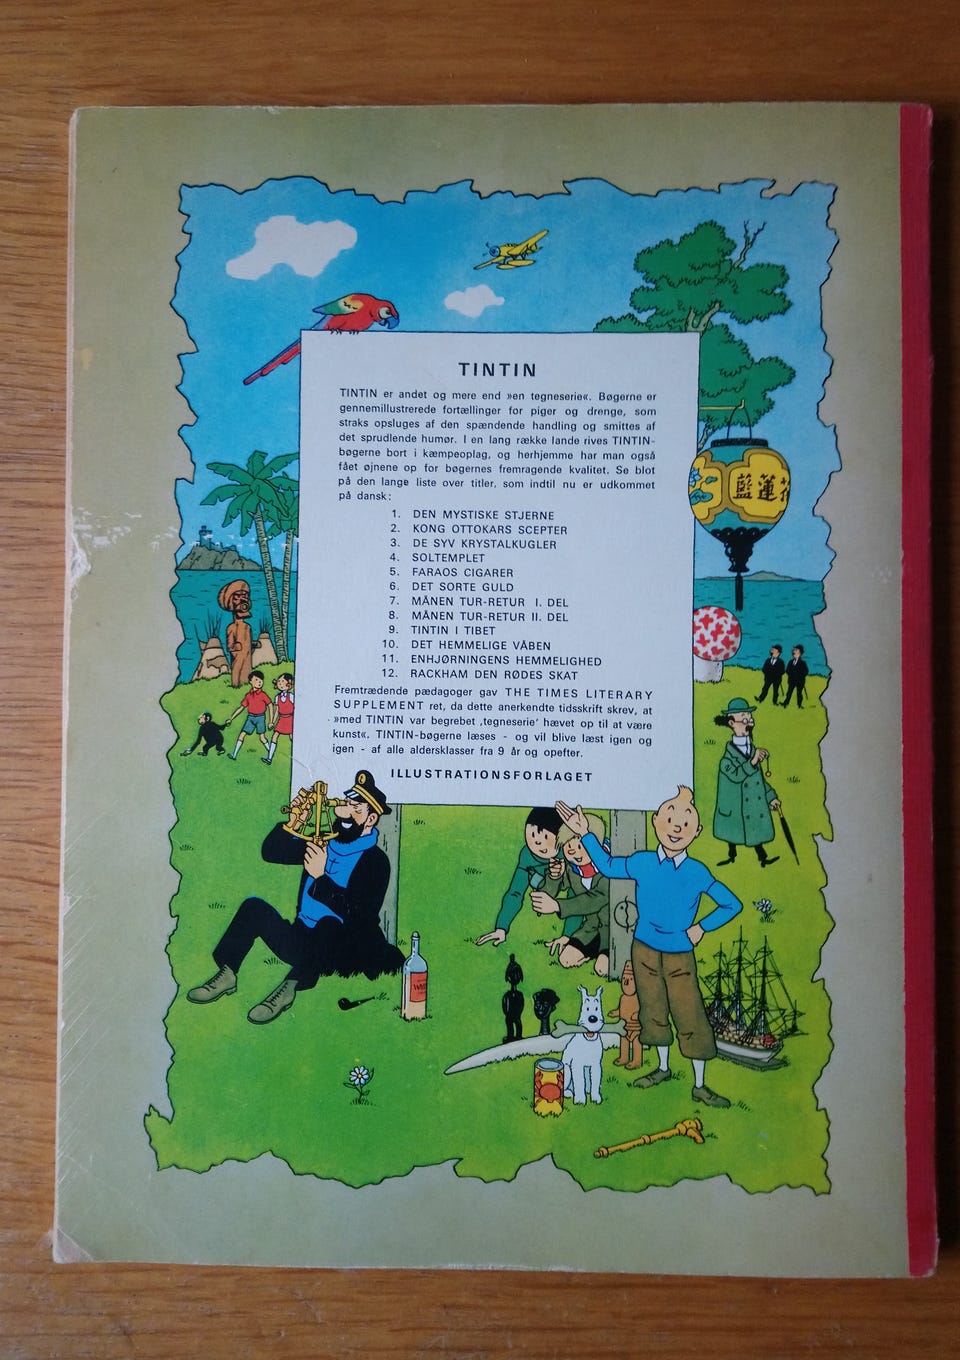 TINTIN
TINTIN er andet og mere end »en tegneserie«. Bøgerne er
gennemillustrerede fortællinger for piger og drenge, som
straks opsluges af den spændende handling og smittes af
det sprudlende humør. I en lang række lande rives TINTIN-
bøgerne bort i kæmpeoplag, og herhjemme har man også
fået øjnene op for bøgernes fremragende kvalitet. Se blot
på den lange liste over titler, som indtil nu er udkommet
på dansk:
1. DEN MYSTISKE STJERNE
2. KONG OTTOKARS SCEPTER
3. DE SYV KRYSTALKUGLER
4. SOLTEMPLET
5. FARAOS CIGARER
6. DET SORTE GULD
7. MÅNEN TUR-RETUR I. DEL
8. MÅNEN TUR-RETUR II. DEL
9. TINTIN I TIBET
10. DET HEMMELIGE VÅBEN
11. ENHJØRNINGENS HEMMELIGHED
12. RACKHAM DEN RØDES SKAT
Fremtrædende pædagoger gav THE TIMES LITERARY
SUPPLEMENT ret, da dette anerkendte tidsskrift skrev, at
»med TINTIN var begrebet ‚tegneserie' hævet op til at være
kunst«. TINTIN-bøgerne læses - og vil blive læst igen og
igen - af alle aldersklasser fra 9 år og opefter.
ILLUSTRATIONSFORLAGET
藍蓮花